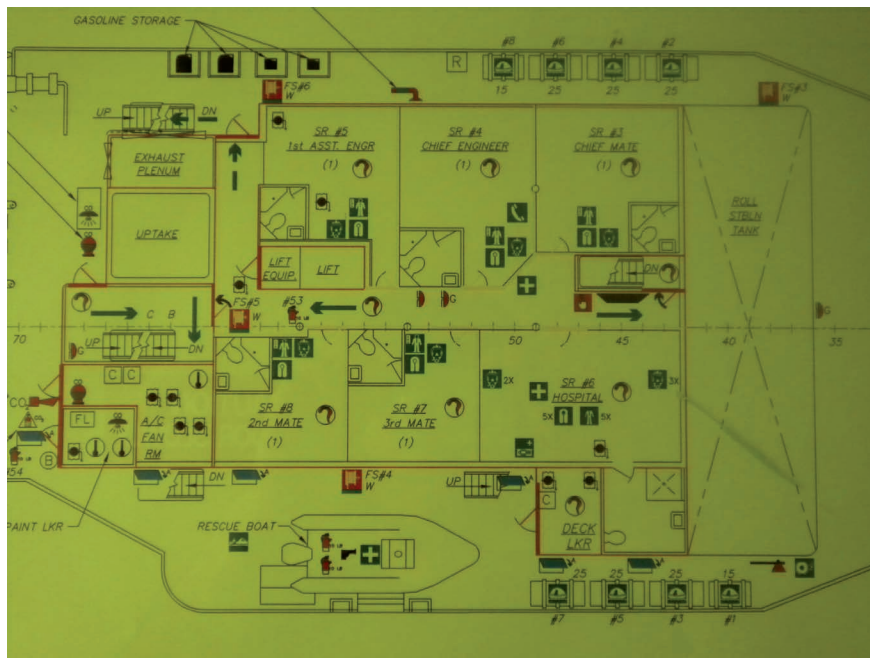 GASOLINE STORAGE
R
#8
#6
#4
#2
15
25
25
25
FS#6
W
FS#3
W
UP
DN
SR #5
1st ASST. ENGR
(1)
SR #4
CHIEF ENGINEER
(1)
SR #3
CHIEF MATE
(1)
EXHAUST
PLENUM
UPTAKE
ROLL
STBLN
TANK
LIFT
EQUIP.
LIFT
DN
FS#5
W
#53
G
G
C B
G
UP
DN
70
50
45
40
35
C C
2X
SR #6
HOSPITAL
3X
5X
5X
CO2
FL
A/C
FAN
RM
SR #8
2nd MATE
(1)
SR #7
3rd MATE
(1)
B
#54
DN
FS#4
W
UP
C
DECK
LKR
PAINT LKR
RESCUE BOAT
25
25
25
15
#7
#5
#3
#1